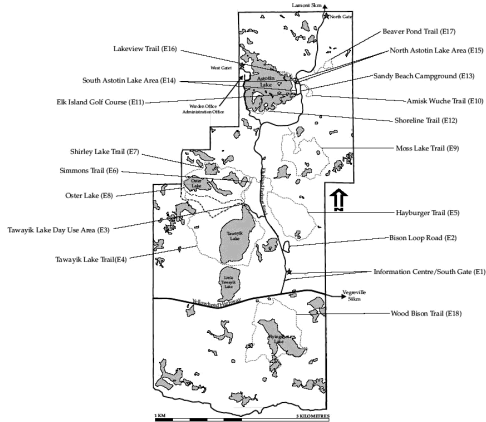 Lamont 5km
North Gate
Beaver Pond Trail (E17)
Lakeview Trail (E16)
North Astotin Lake Area (E15)
West Gate
South Astotin Lake Area (E14)
Astotin
Lake
Sandy Beach Campground (E13)
Elk Island Golf Course (E11)
Amisk Wuche Trail (E10)
Warden Office
Administration Office
Shoreline Trail (E12)
Shirley Lake Trail (E7)
Moss Lake Trail (E9)
Simmons Trail (E6)
Oster
Lake
Oster Lake (E8)
Hayburger Trail (E5)
Tawayik Lake Day Use Area (E3)
Tawayik
Lake
Bison Loop Road (E2)
Tawayik Lake Trail(E4)
Information Centre/South Gate (E1)
Little
Tawayik
Lake
Vegreville
56km
Wood Bison Trail (E18)
Lake
1 KM
5 KILOMETRES